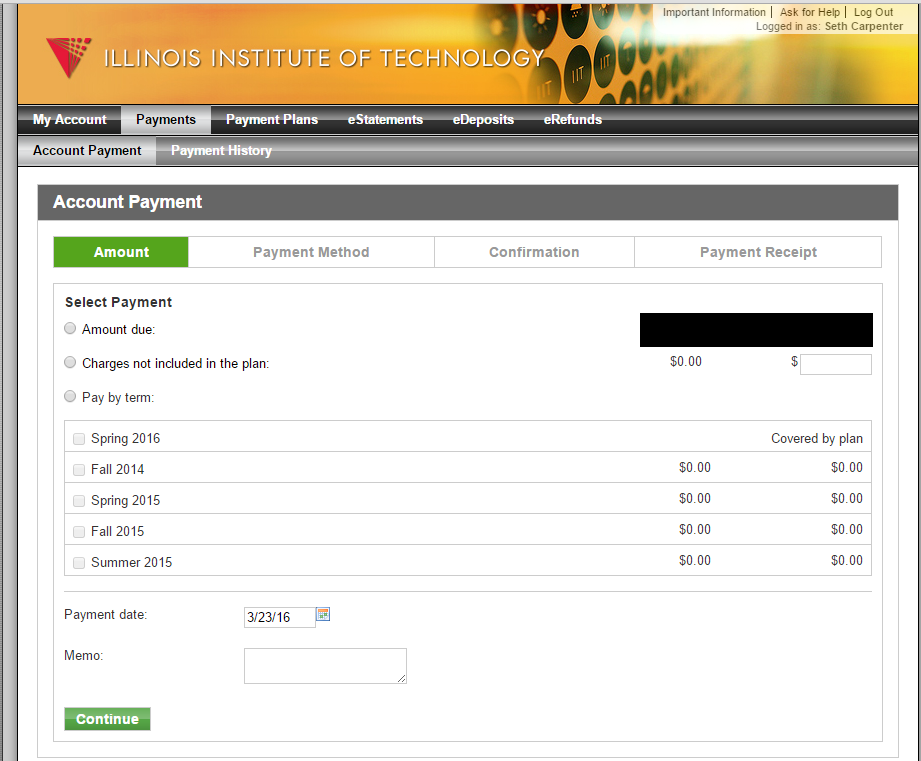 Important Information | Ask for Help | Log Out
Logged in as: Seth Carpenter
ILLINOIS INSTITUTE OF TECHNOLOGY
IIT IIT IIT
My Account Payments Payment Plans eStatements eDeposits eRefunds
Account Payment Payment History
Account Payment
Amount Payment Method Confirmation Payment Receipt
Select Payment
Amount due:
Charges not included in the plan: $0.00 $
Pay by term:
Spring 2016 Covered by plan
Fall 2014 $0.00 $0.00
Spring 2015 $0.00 $0.00
Fall 2015 $0.00 $0.00
Summer 2015 $0.00 $0.00
Payment date: 3/23/16
Memo:
Continue